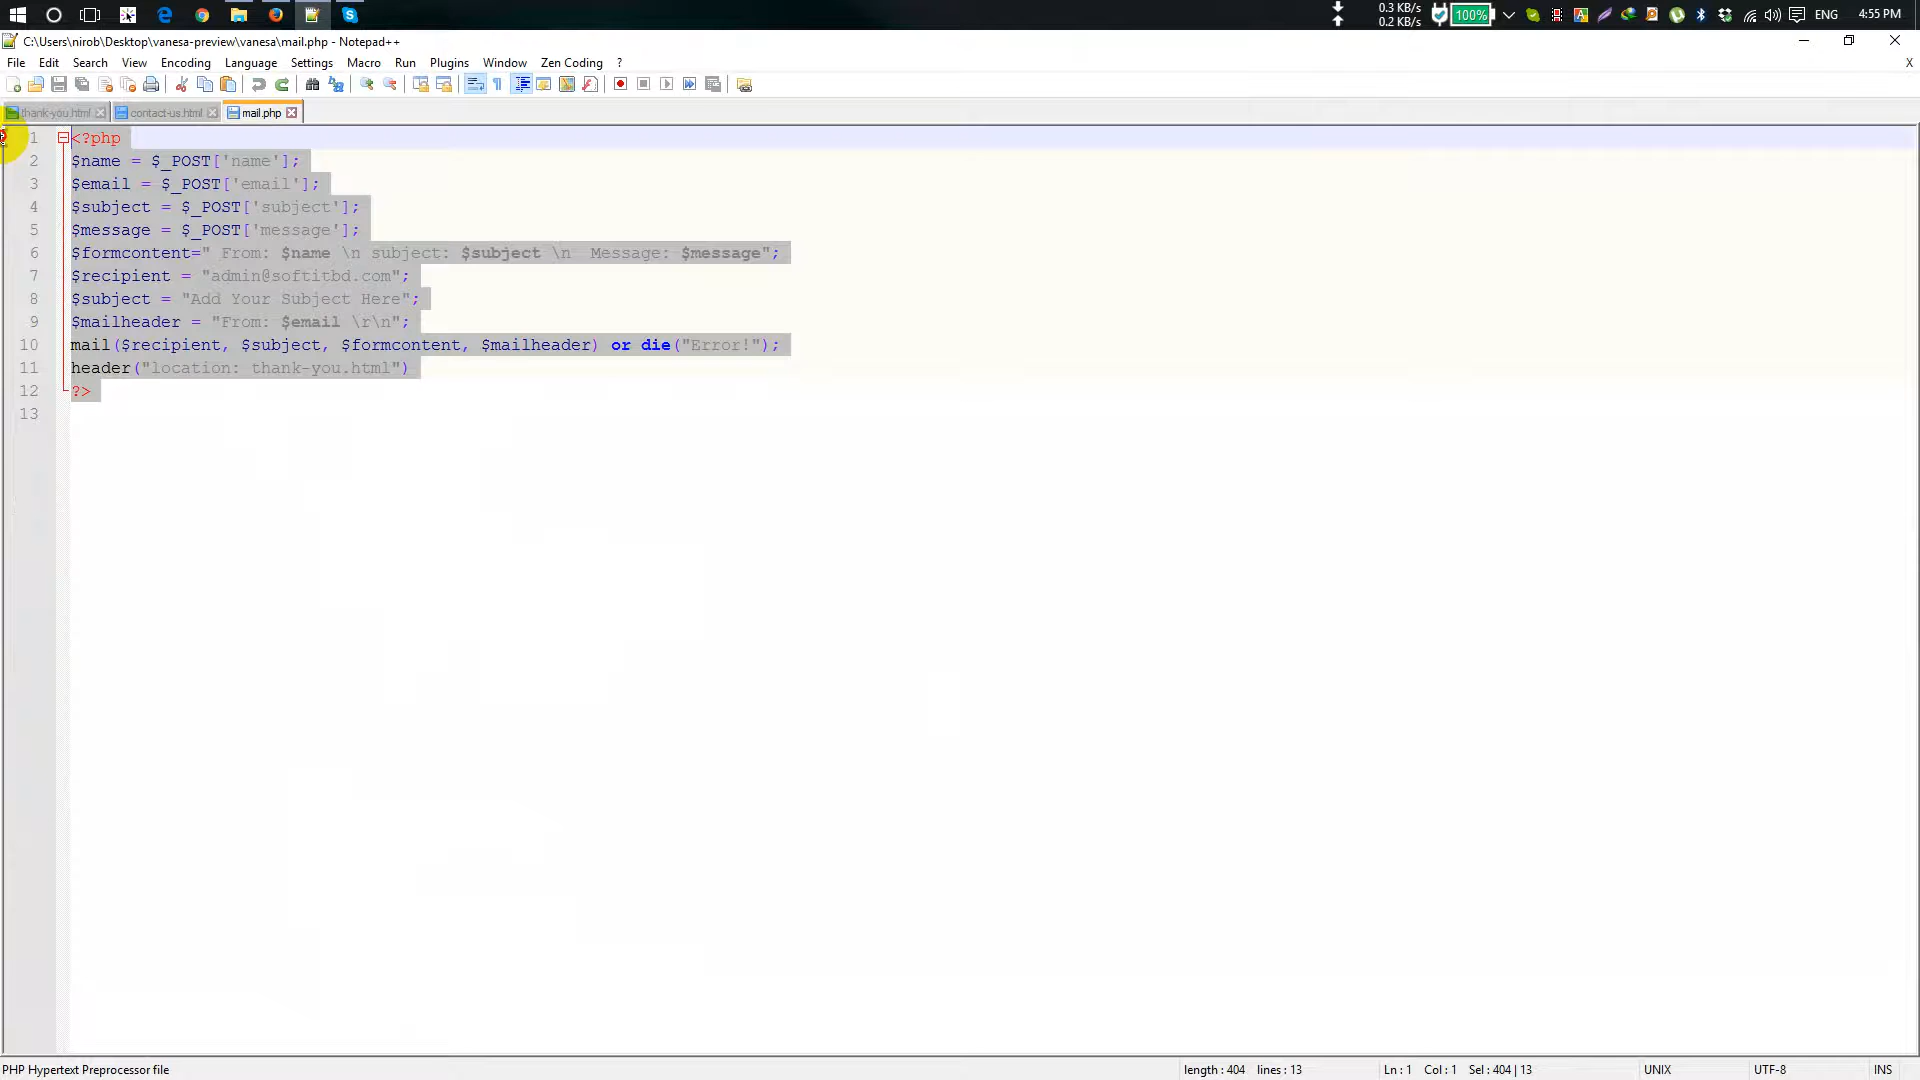 0.3 KB/s
0.2 KB/s
100%
ENG
4:55 PM
C:\Users\nirob\Desktop\vanesa-preview\vanesa\mail.php - Notepad++
File Edit Search View Encoding Language Settings Macro Run Plugins Window Zen Coding ? X
thank-you.html contact-us.html mail.php
1 <?php
2 $name = $_POST['name'];
3 $email = $_POST['email'];
4 $subject = $_POST['subject'];
5 $message = $_POST['message'];
6 $formcontent=" From: $name \n subject: $subject \n  Message: $message";
7 $recipient = "admin@softitbd.com";
8 $subject = "Add Your Subject Here";
9 $mailheader = "From: $email \r\n";
10 mail($recipient, $subject, $formcontent, $mailheader) or die("Error!");
11 header("location: thank-you.html")
12 ?>
13
PHP Hypertext Preprocessor file length : 404 lines : 13 Ln : 1 Col : 1 Sel : 404 | 13 UNIX UTF-8 INS